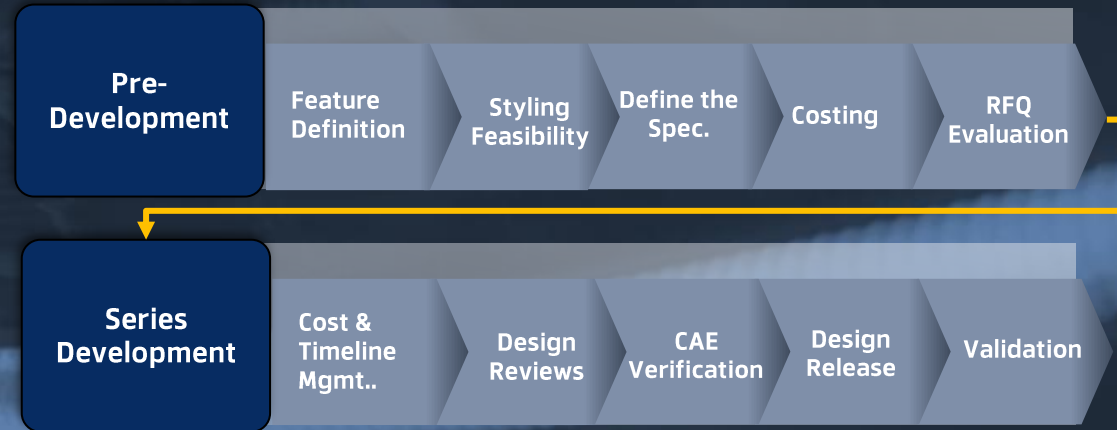 Pre-
Development
Feature
Definition
Styling
Feasibility
Define the
Spec.
Costing
RFQ
Evaluation
Series
Development
Cost &
Timeline
Mgmt..
Design
Reviews
CAE
Verification
Design
Release
Validation